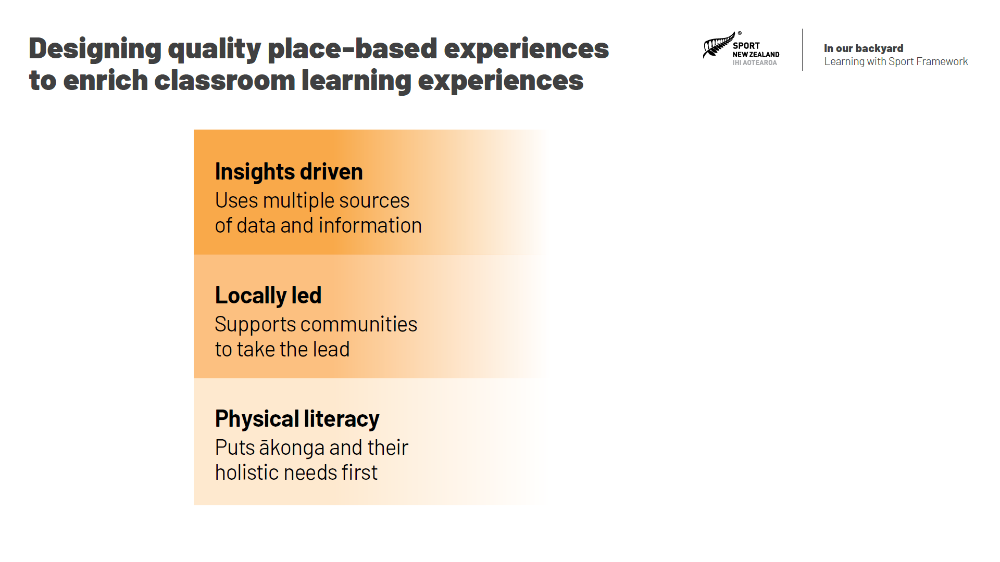 Designing quality place-based experiences
to enrich classroom learning experiences
SPORT
NEW ZEALAND
IHI AOTEAROA
In our backyard
Learning with Sport Framework
Insights driven
Uses multiple sources
of data and information
Locally led
Supports communities
to take the lead
Physical literacy
Puts ākonga and their
holistic needs first